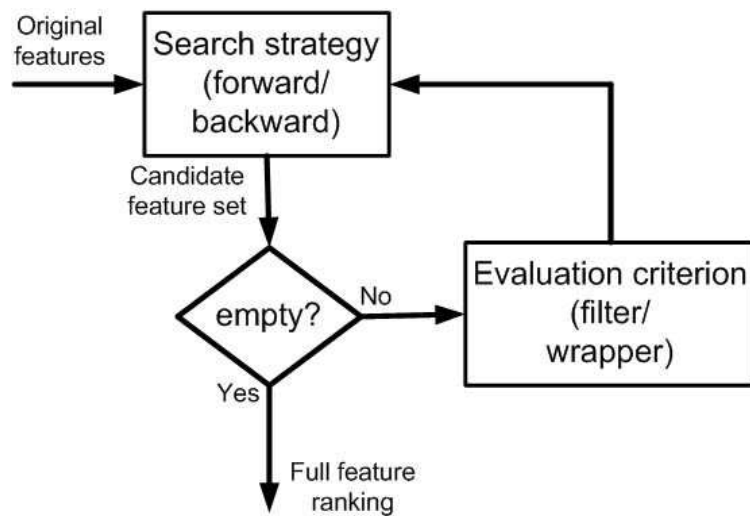 Original
features
Search strategy
(forward/
backward)
Candidate
feature set
empty?
No
Evaluation criterion
(filter/
wrapper)
Yes
Full feature
ranking